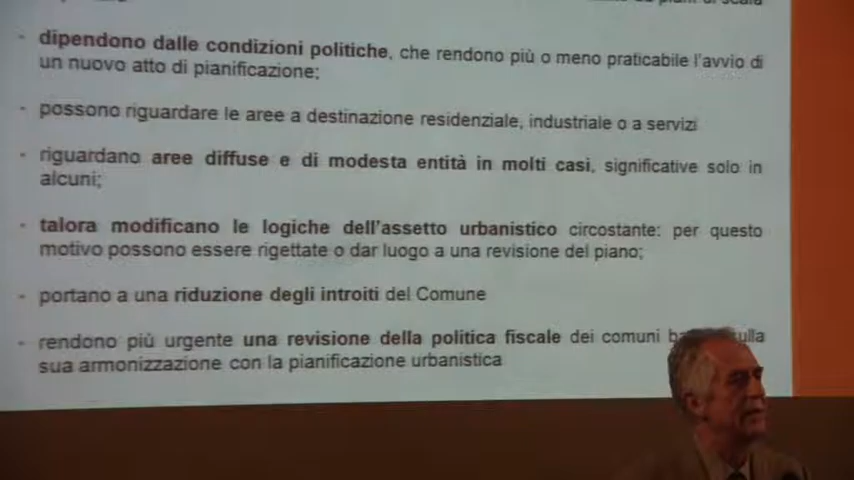 - dipendono dalle condizioni politiche, che rendono più o meno praticabile l'avvio di
un nuovo atto di pianificazione;
- possono riguardare le aree a destinazione residenziale, industriale o a servizi
- riguardano aree diffuse e di modesta entità in molti casi, significative solo in
alcuni;
- talora modificano le logiche dell'assetto urbanistico circostante: per questo
motivo possono essere rigettate o dar luogo a una revisione del piano;
- portano a una riduzione degli introiti del Comune
- rendono più urgente una revisione della politica fiscale dei comuni
sua armonizzazione con la pianificazione urbanistica